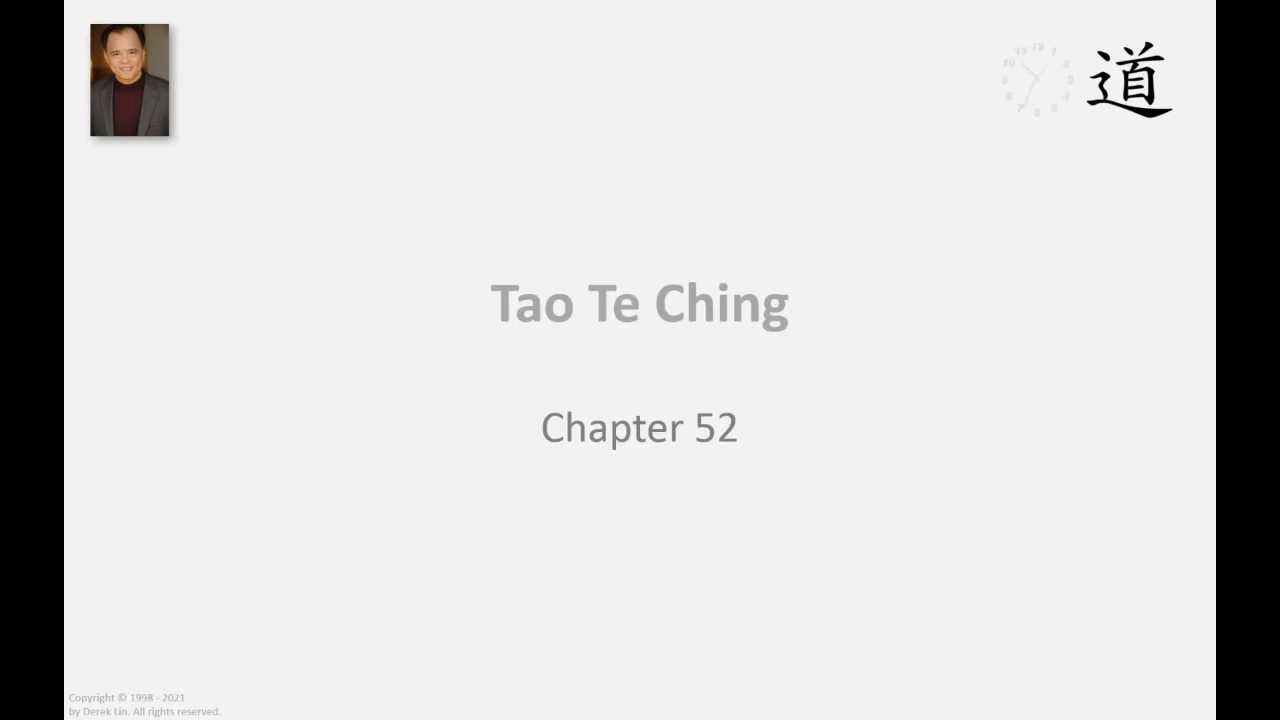 道
Tao Te Ching
Chapter 52
Copyright © 1998 - 2021
by Derek Lin. All rights reserved.